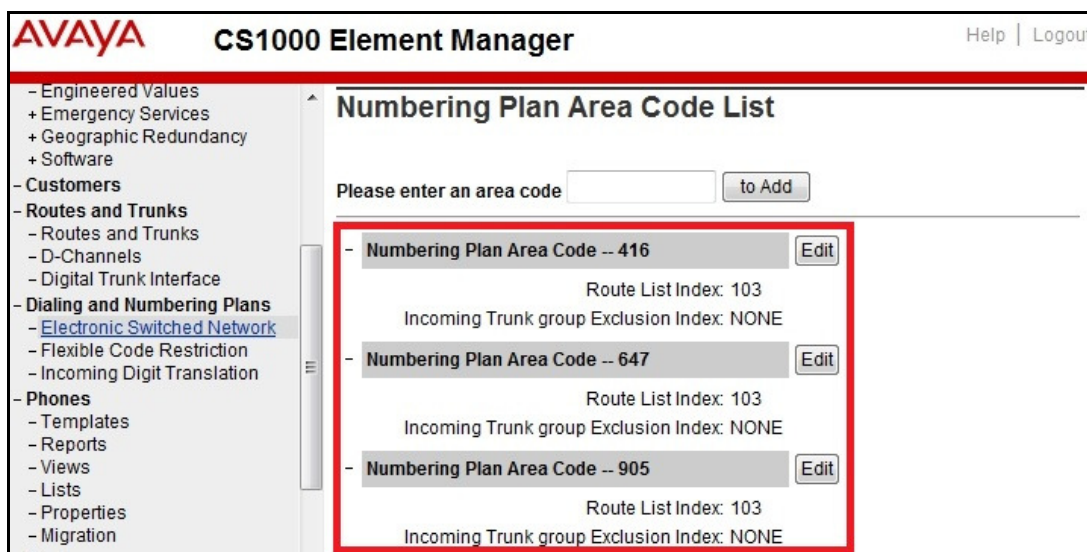 AVAYA
CS1000 Element Manager
Help | Logout
- Engineered Values
+ Emergency Services
+ Geographic Redundancy
+ Software
- Customers
- Routes and Trunks
- Routes and Trunks
- D-Channels
- Digital Trunk Interface
- Dialing and Numbering Plans
- Electronic Switched Network
- Flexible Code Restriction
- Incoming Digit Translation
- Phones
- Templates
- Reports
- Views
- Lists
- Properties
- Migration
Numbering Plan Area Code List
Please enter an area code
to Add
- Numbering Plan Area Code -- 416
Edit
Route List Index: 103
Incoming Trunk group Exclusion Index: NONE
- Numbering Plan Area Code -- 647
Edit
Route List Index: 103
Incoming Trunk group Exclusion Index: NONE
- Numbering Plan Area Code -- 905
Edit
Route List Index: 103
Incoming Trunk group Exclusion Index: NONE